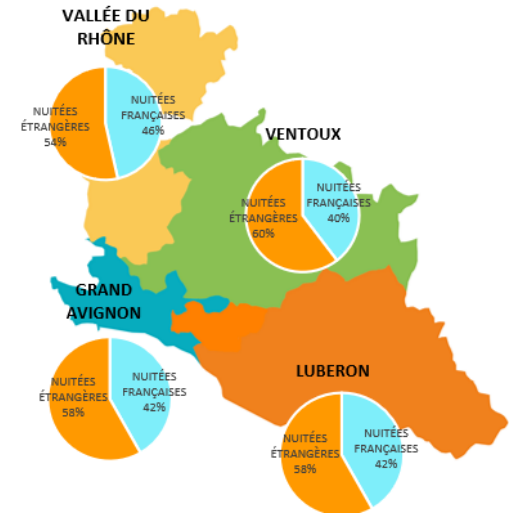 VALLÉE DU
RHÔNE
NUITÉES
ÉTRANGÈRES
54%
NUITÉES
FRANÇAISES
46%
VENTOUX
NUITÉES
ÉTRANGÈRES
60%
NUITÉES
FRANÇAISES
40%
GRAND
AVIGNON
NUITÉES
ÉTRANGÈRES
58%
NUITÉES
FRANÇAISES
42%
LUBERON
NUITÉES
ÉTRANGÈRES
58%
NUITÉES
FRANÇAISES
42%